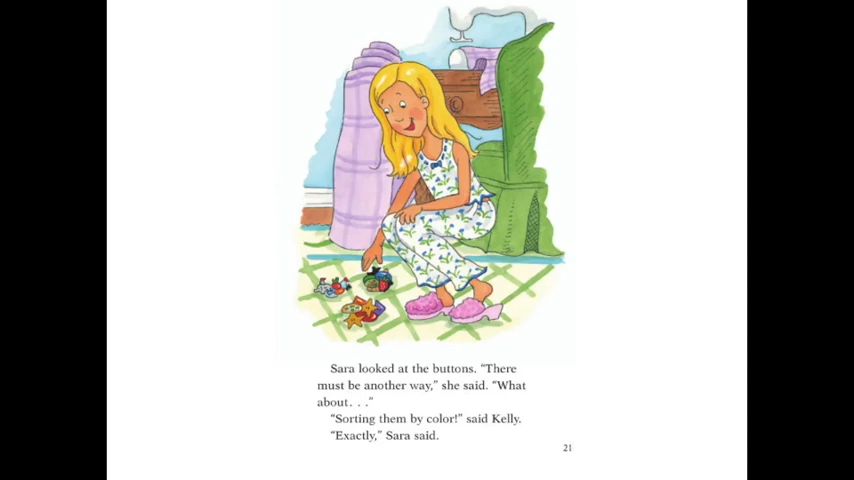 Sara looked at the buttons. “There
must be another way,” she said. “What
about. . .”
“Sorting them by color!” said Kelly.
“Exactly,” Sara said.
21